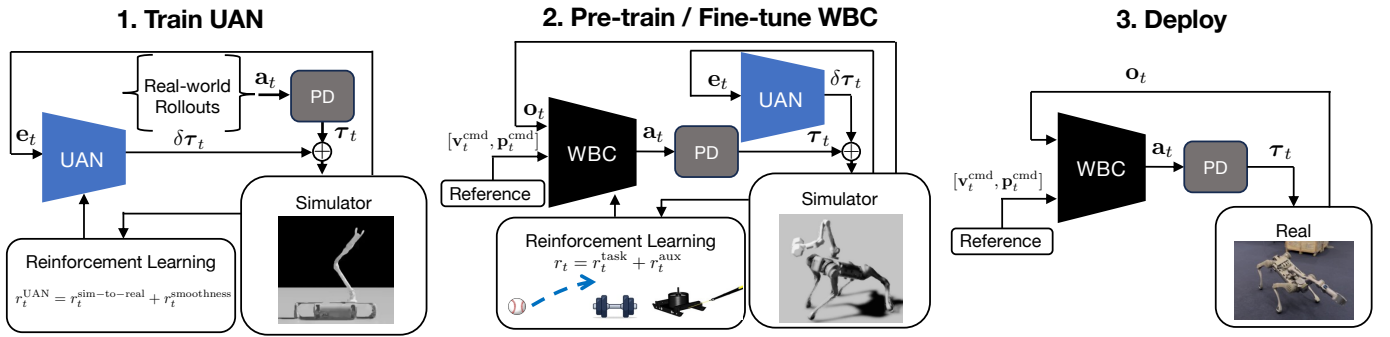 1. Train UAN
Real-world
Rollouts
a_t
PD
e_t
UAN
δτ_t
τ_t
Simulator
Reinforcement Learning
r_t^UAN = r_t^sim−to−real + r_t^smoothness
2. Pre-train / Fine-tune WBC
o_t
[v_t^cmd, p_t^cmd]
Reference
WBC
a_t
PD
e_t
UAN
δτ_t
τ_t
Simulator
Reinforcement Learning
r_t = r_t^task + r_t^aux
3. Deploy
o_t
[v_t^cmd, p_t^cmd]
Reference
WBC
a_t
PD
τ_t
Real